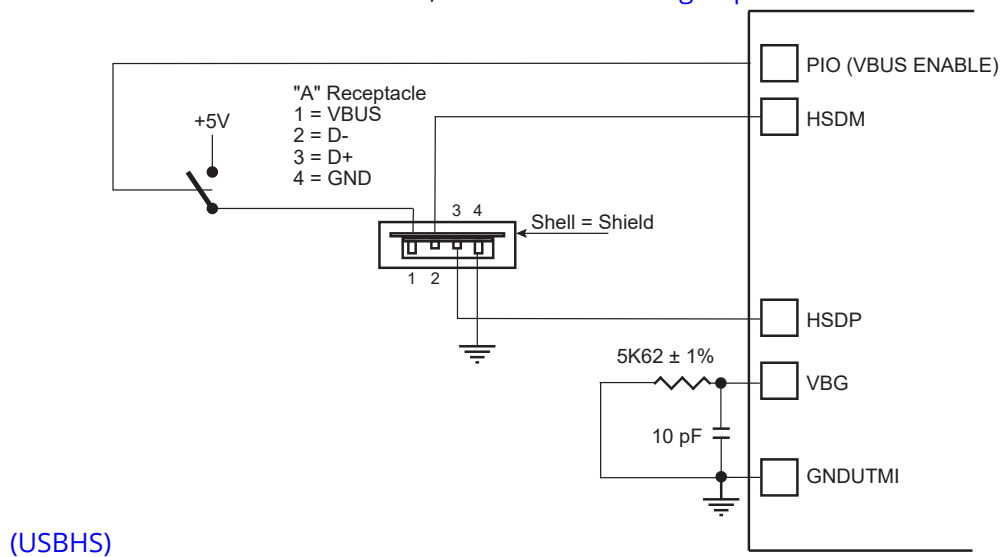 PIO (VBUS ENABLE)
"A" Receptacle
1 = VBUS
2 = D-
3 = D+
4 = GND
+5V
HSDM
3 4
Shell = Shield
1 2
HSDP
5K62 ± 1%
VBG
10 pF
GNDUTMI
(USBHS)